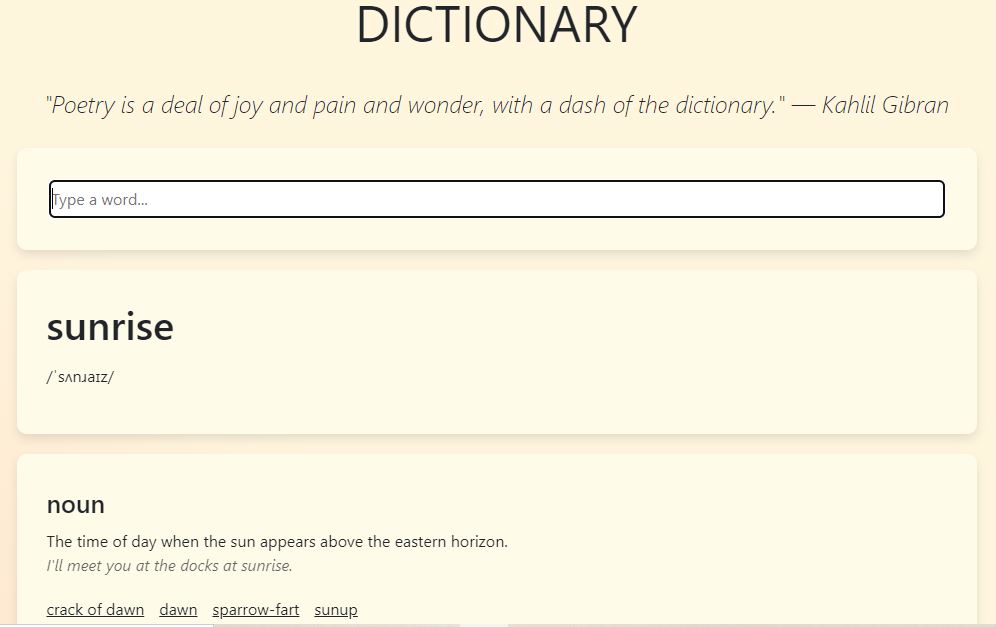 DICTIONARY
"Poetry is a deal of joy and pain and wonder, with a dash of the dictionary." — Kahlil Gibran
Type a word...
sunrise
/ˈsʌnɹaɪz/
noun
The time of day when the sun appears above the eastern horizon.
I'll meet you at the docks at sunrise.
crack of dawn dawn sparrow-fart sunup